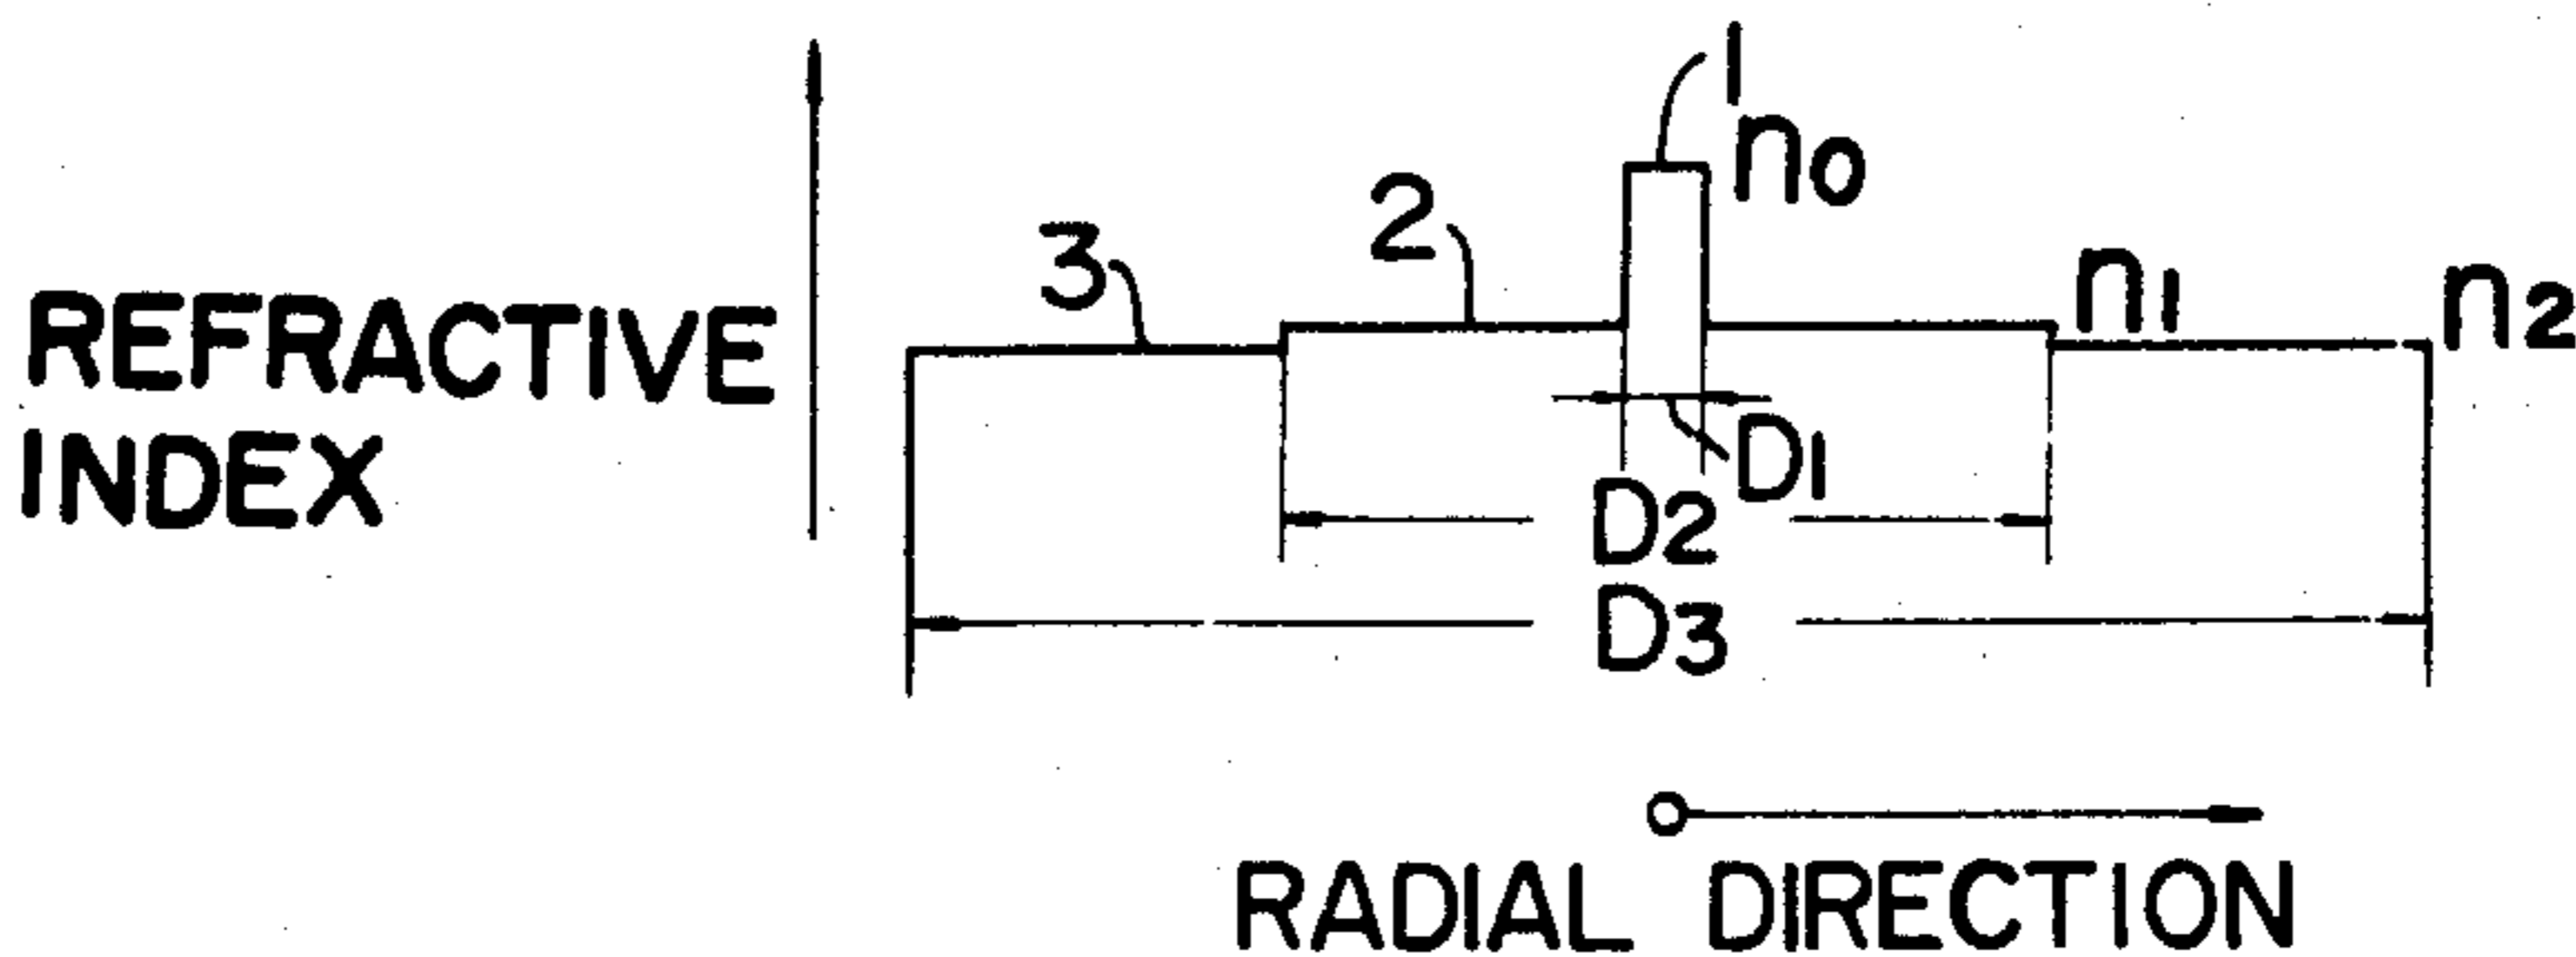 1
n0
2
3
n1
n2
REFRACTIVE
INDEX
D1
D2
D3
RADIAL DIRECTION